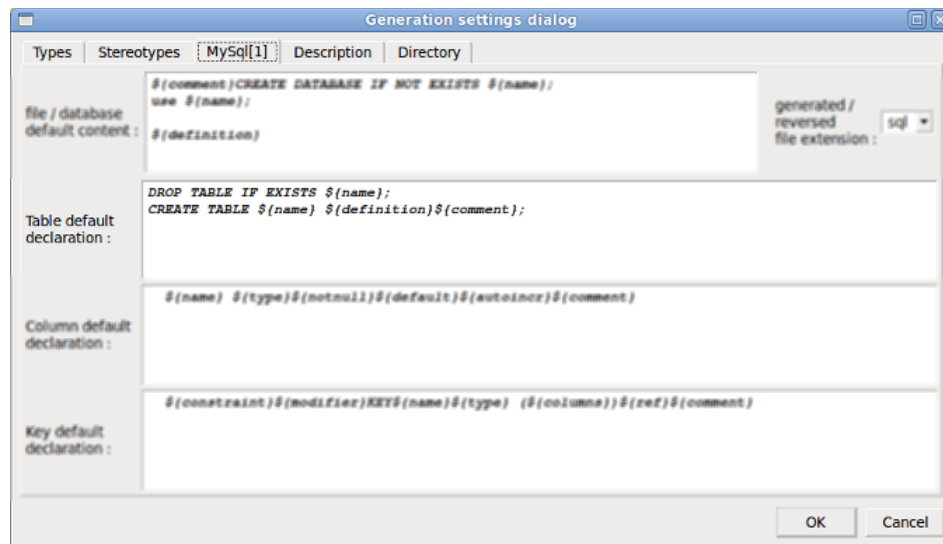 Generation settings dialog
Types Stereotypes MySql[1] Description Directory
file / database
default content :
${comment}CREATE DATABASE IF NOT EXISTS ${name};
use ${name};
${definition}
generated /
reversed
file extension :
sql
Table default
declaration :
DROP TABLE IF EXISTS ${name};
CREATE TABLE ${name} ${definition}${comment};
Column default
declaration :
${name} ${type}${notnull}${default}${autoincr}${comment}
Key default
declaration :
${constraint}${modifier}KEY${name}${type} (${columns})${ref}${comment}
OK Cancel